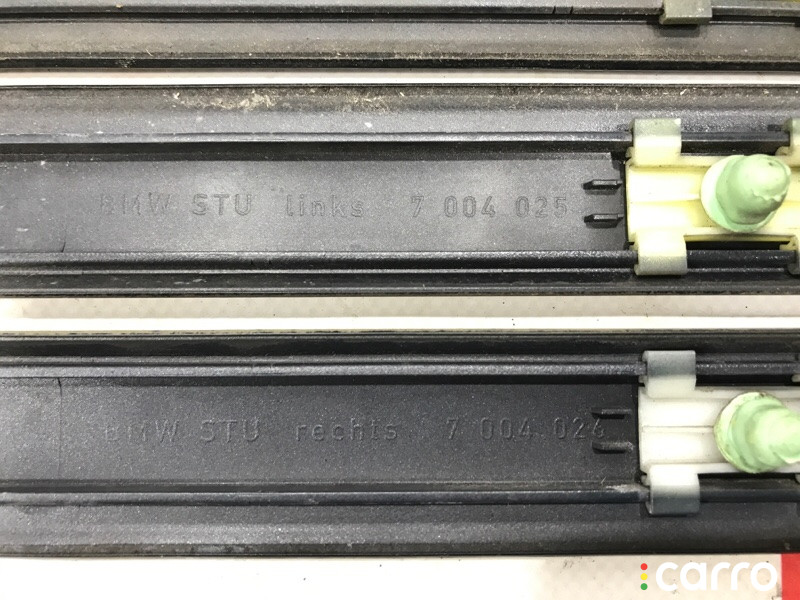 BMW STU links 7 004 025
BMW STU rechts 7 004 026
carro